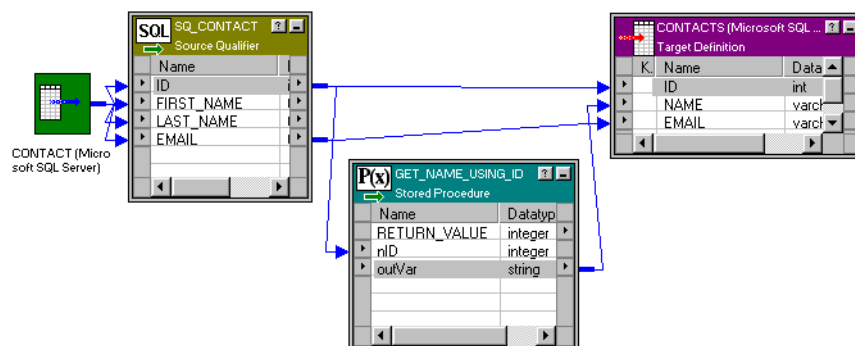 SQL SQ_CONTACT
Source Qualifier
Name
ID
FIRST_NAME
LAST_NAME
EMAIL
CONTACT (Micro
soft SQL Server)
CONTACTS (Microsoft SQL ...
Target Definition
K. Name Data
ID int
NAME varch
EMAIL varch
P(x) GET_NAME_USING_ID
Stored Procedure
Name Datatyp
RETURN_VALUE integer
nID integer
outVar string